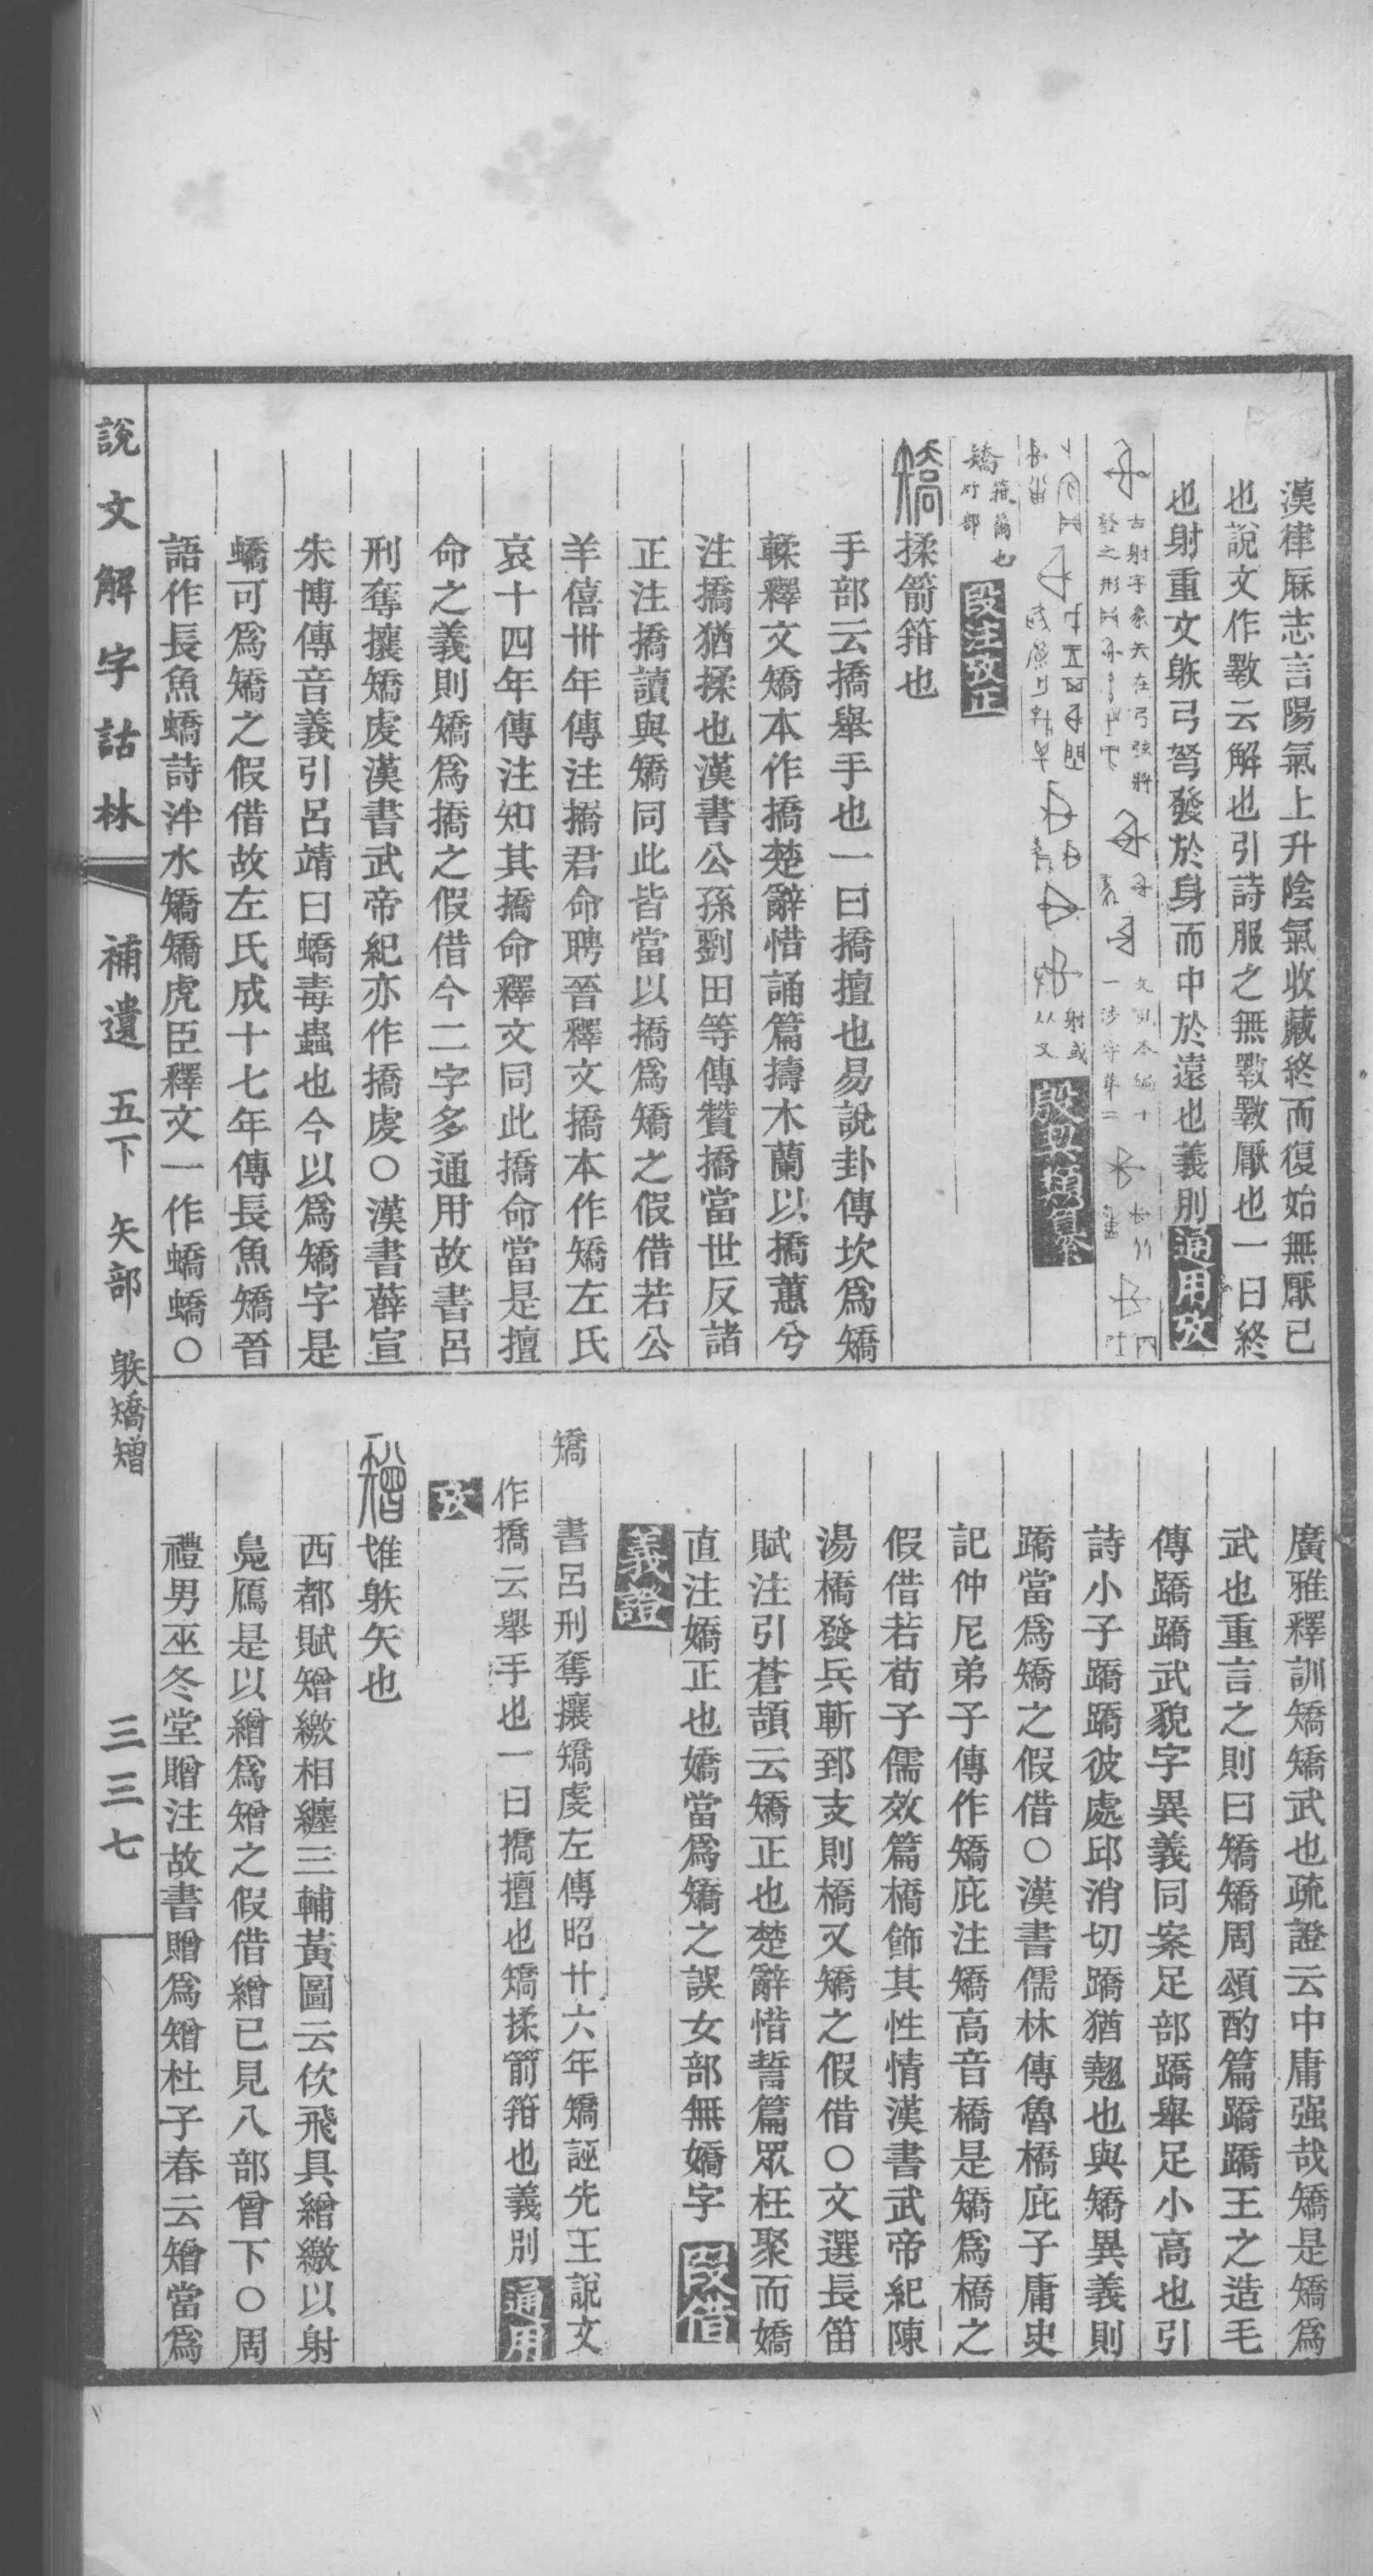 漢律厤志言陽氣上升陰氣收藏終而復始無厭已
也說文作斁云解也引詩服之無斁斁厭也一曰終
也射重文䠶弓弩發於身而中於遠也義別 通用攷
古射字象矢在弓弦將
發之形
射或
从又 殷契類纂
矯 箝箭也
竹部 段注攷正
矯 揉箭箝也
手部云撟舉手也一曰撟擅也易說卦傳坎爲矯
輮釋文矯本作撟楚辭惜誦篇擣木蘭以撟蕙兮
注撟猶揉也漢書公孫劉田等傳贊撟當世反諸
正注撟讀與矯同此皆當以撟爲矯之假借若公
羊僖卅年傳注撟君命聘晉釋文撟本作矯左氏
哀十四年傳注知其撟命釋文同此撟命當是擅
命之義則矯爲撟之假借今二字多通用故書呂
刑奪攘矯虔漢書武帝紀亦作撟虔○漢書薛宣
朱博傳音義引呂靖曰蟜毒蟲也今以爲矯字是
蟜可爲矯之假借故左氏成十七年傳長魚矯晉
語作長魚蟜詩泮水矯矯虎臣釋文一作蟜蟜○
廣雅釋訓矯矯武也疏證云中庸强哉矯是矯爲
武也重言之則曰矯矯周頌酌篇蹻蹻王之造毛
傳蹻蹻武貌字異義同案足部蹻舉足小高也引
詩小子蹻蹻彼處邱消切蹻猶翹也與矯異義則
蹻當爲矯之假借○漢書儒林傳魯橋庇子庸史
記仲尼弟子傳作矯庇注矯高音橋是矯爲橋之
假借若荀子儒效篇橋飾其性情漢書武帝紀陳
湯橋發兵斬郅支則橋又矯之假借○文選長笛
賦注引蒼頡云矯正也楚辭惜誓篇眾枉聚而嬌
直注嬌正也嬌當爲矯之誤女部無嬌字 段借
義證
矯 書呂刑奪攘矯虔左傳昭廿六年矯誣先王說文
作撟云舉手也一曰撟擅也矯揉箭箝也義別 通用
攷
矰 惟䠶矢也
西都賦矰繳相纏三輔黃圖云佽飛具繒繳以射
鳧鴈是以繒爲矰之假借繒已見八部曾下○周
禮男巫冬堂贈注故書贈爲矰杜子春云矰當爲
說文解字詁林 補遺 五下 矢部 䠶矯矰 三三七